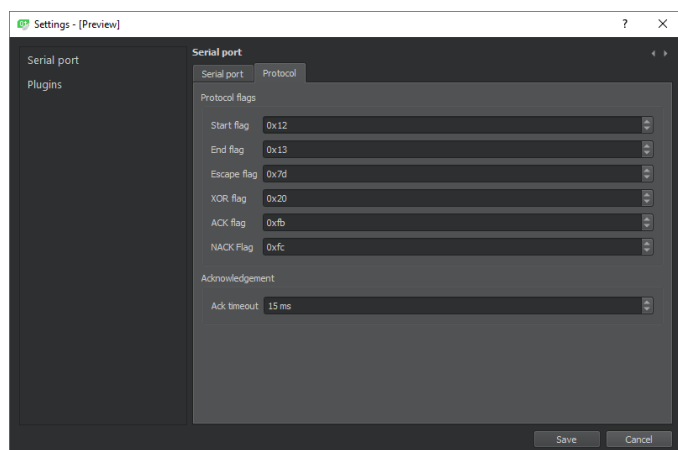 Settings - [Preview]
?
Serial port
Plugins
Serial port
Serial port Protocol
Protocol flags
Start flag 0x12
End flag 0x13
Escape flag 0x7d
XOR flag 0x20
ACK flag 0xfb
NACK Flag 0xfc
Acknowledgement
Ack timeout 15 ms
Save Cancel